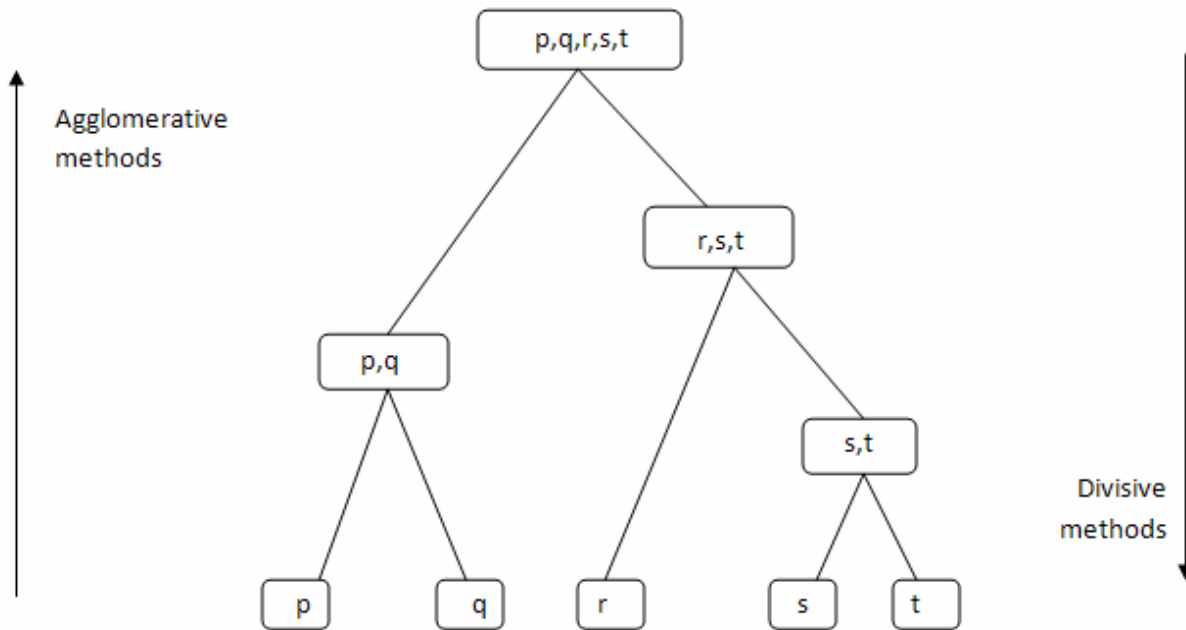 p,q,r,s,t
Agglomerative
methods
r,s,t
p,q
s,t
Divisive
methods
p
q
r
s
t